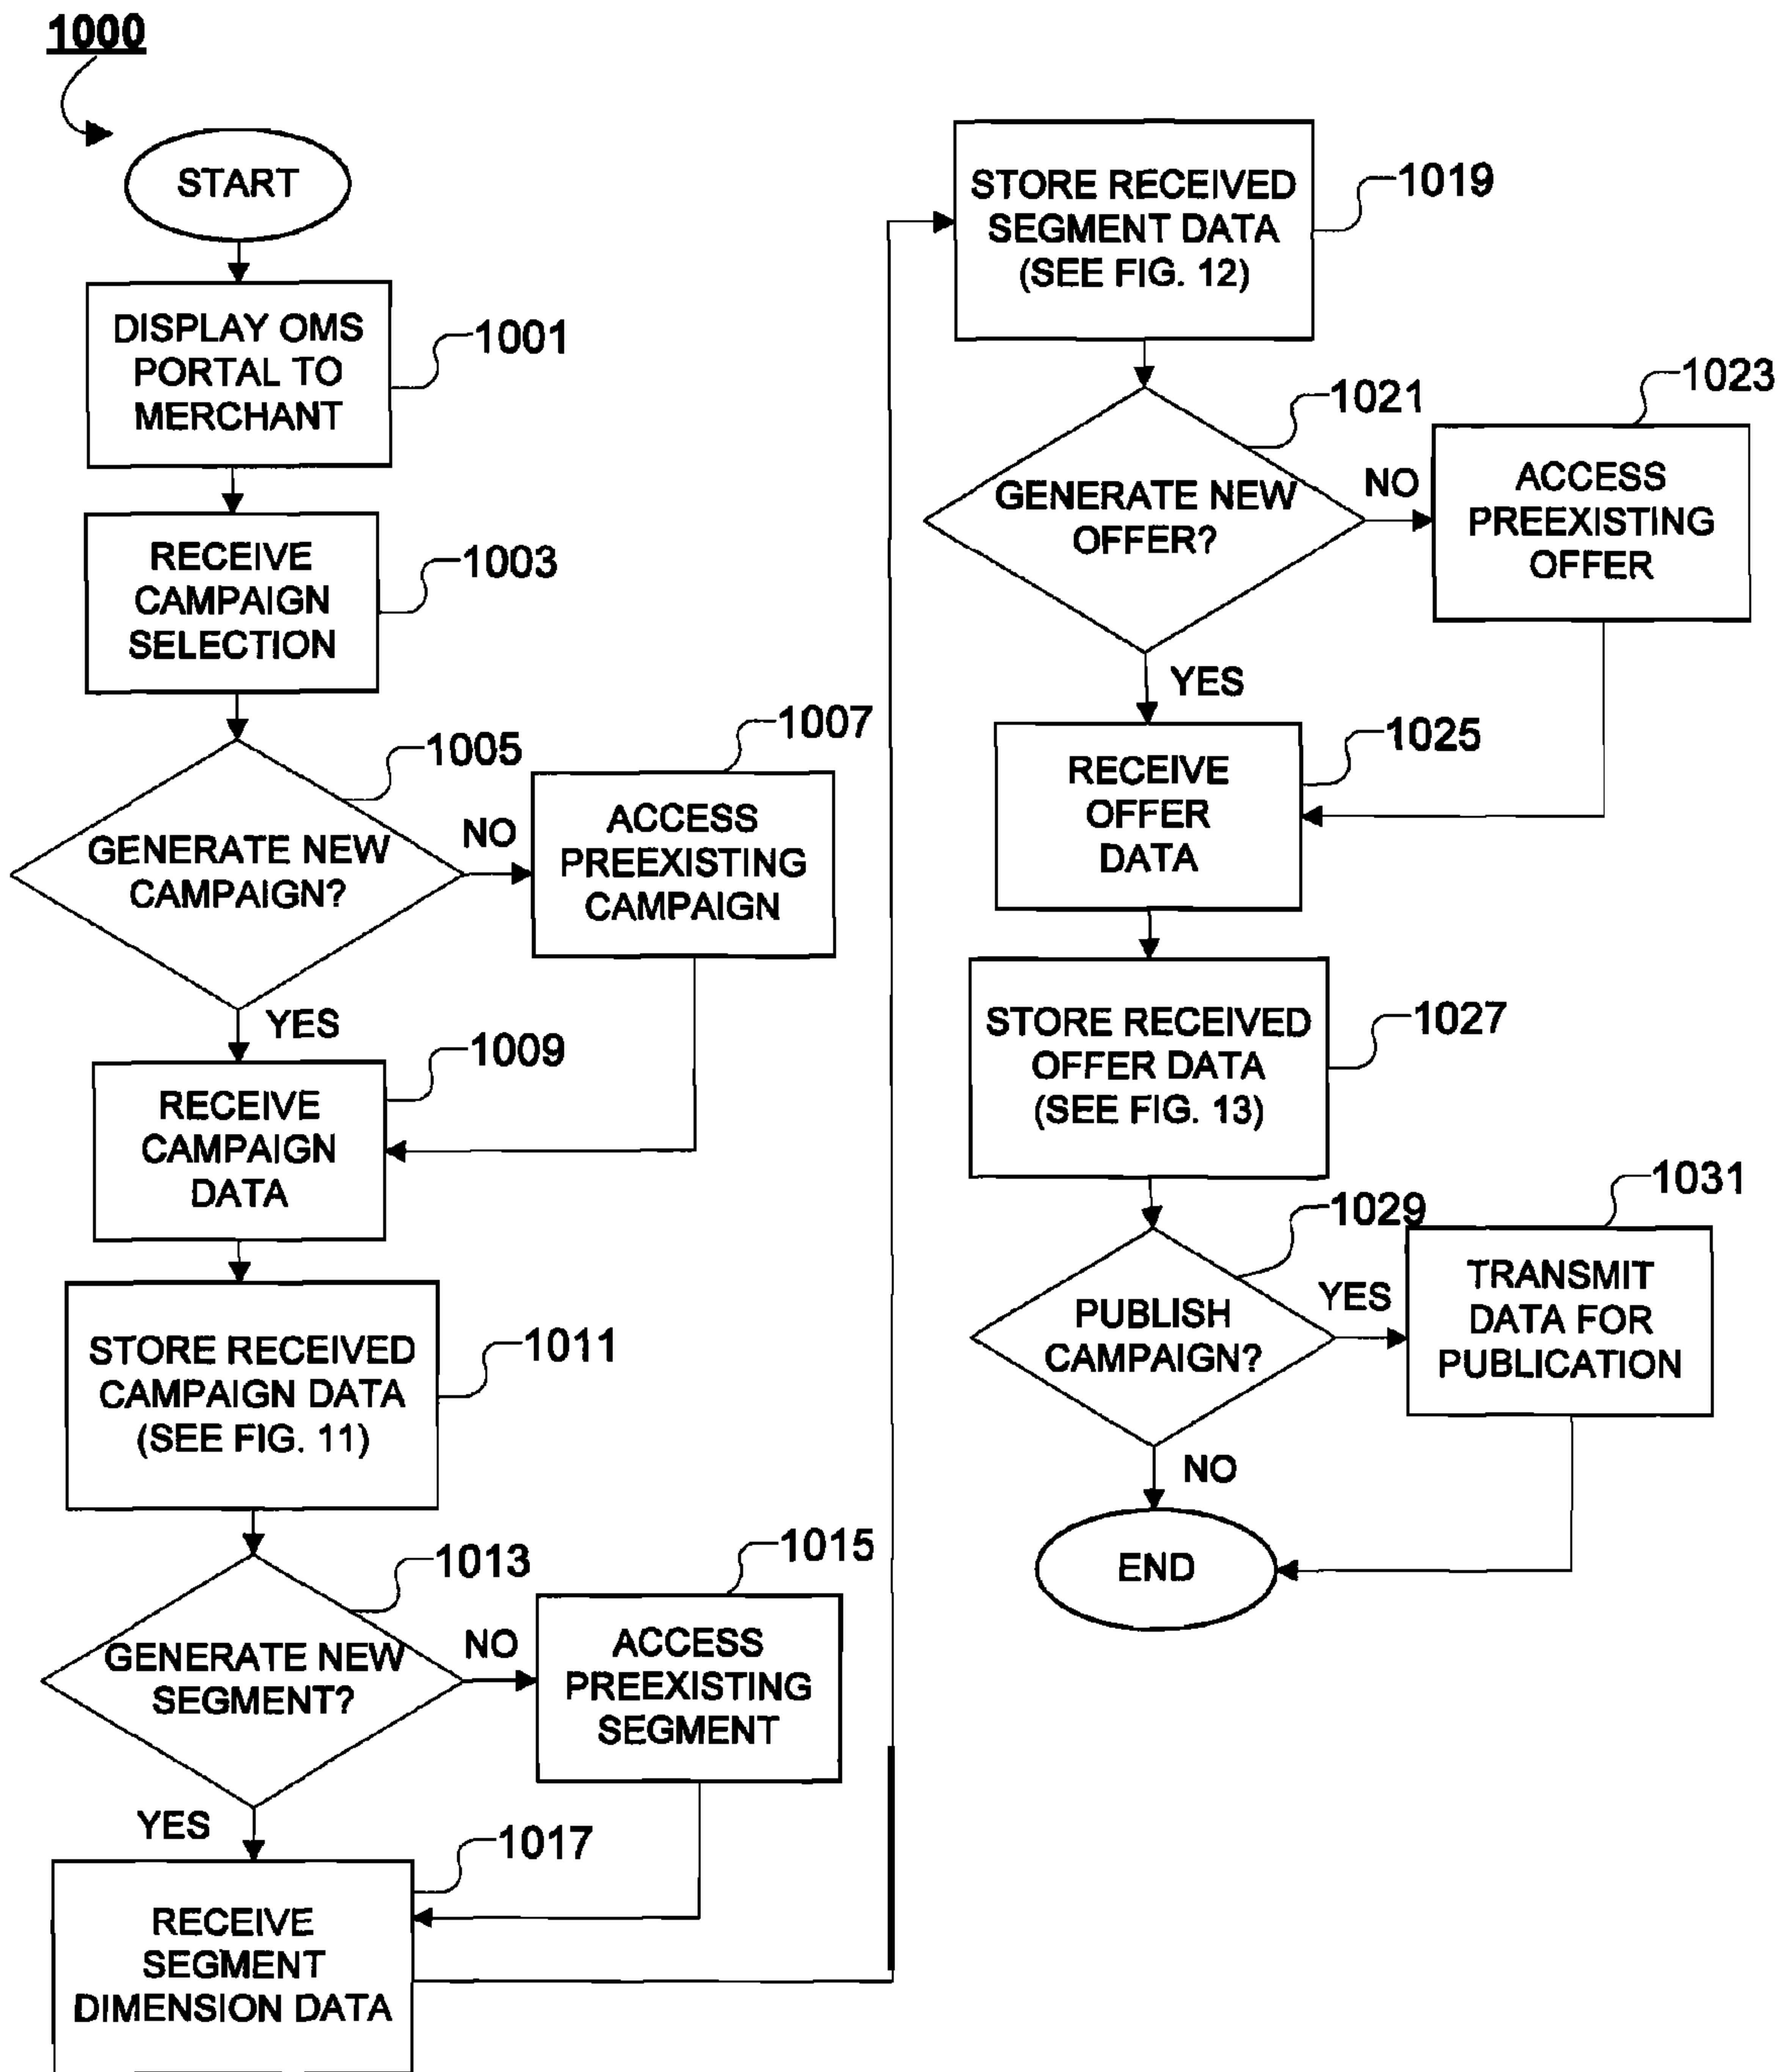 1000
START
DISPLAY OMS
PORTAL TO
MERCHANT
1001
RECEIVE
CAMPAIGN
SELECTION
1003
GENERATE NEW
CAMPAIGN?
1005
NO
ACCESS
PREEXISTING
CAMPAIGN
1007
YES
RECEIVE
CAMPAIGN
DATA
1009
STORE RECEIVED
CAMPAIGN DATA
(SEE FIG. 11)
1011
GENERATE NEW
SEGMENT?
1013
NO
ACCESS
PREEXISTING
SEGMENT
1015
YES
RECEIVE
SEGMENT
DIMENSION DATA
1017
STORE RECEIVED
SEGMENT DATA
(SEE FIG. 12)
1019
GENERATE NEW
OFFER?
1021
NO
ACCESS
PREEXISTING
OFFER
1023
YES
RECEIVE
OFFER
DATA
1025
STORE RECEIVED
OFFER DATA
(SEE FIG. 13)
1027
PUBLISH
CAMPAIGN?
1029
YES
TRANSMIT
DATA FOR
PUBLICATION
1031
NO
END